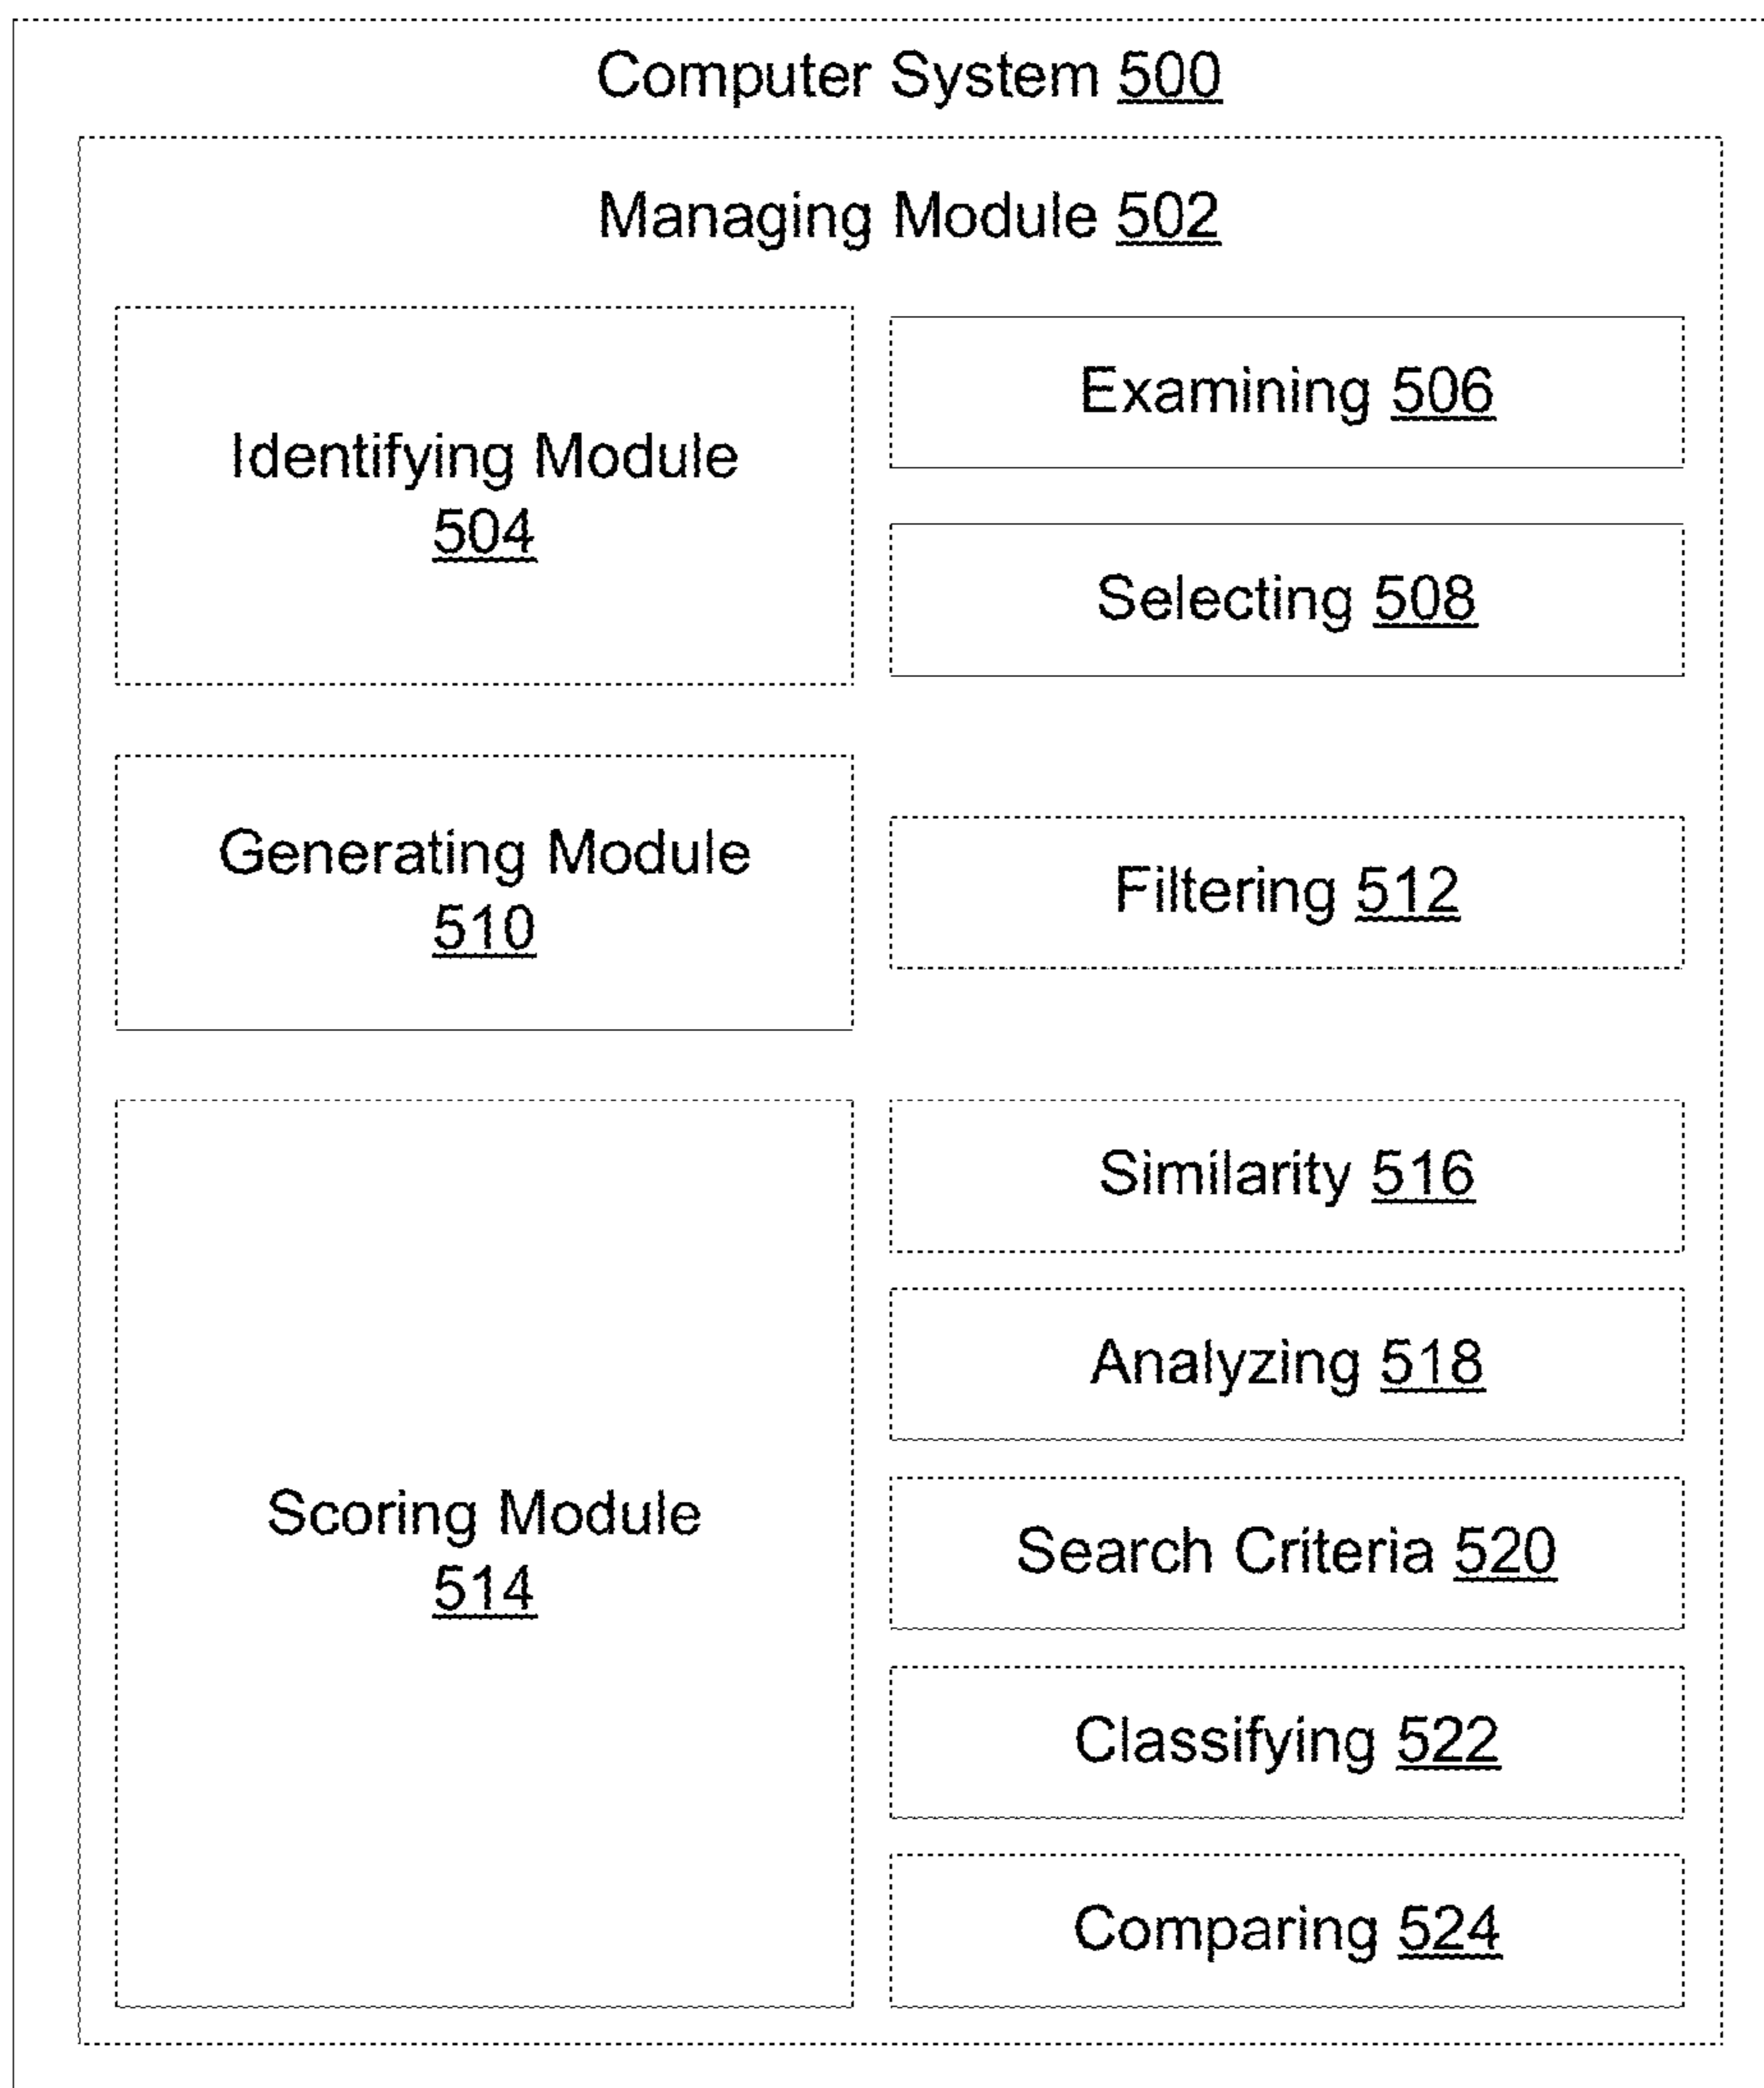 Computer System 500
Managing Module 502
Identifying Module
504
Examining 506
Selecting 508
Generating Module
510
Filtering 512
Scoring Module
514
Similarity 516
Analyzing 518
Search Criteria 520
Classifying 522
Comparing 524